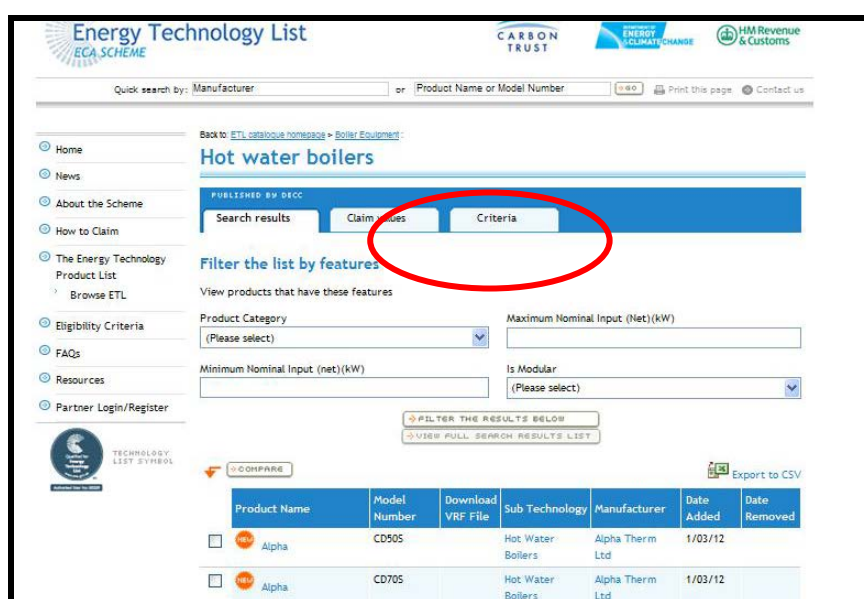 Energy Technology List
ECA SCHEME
CARBON
TRUST
DEPARTMENT OF
ENERGY
& CLIMATE CHANGE
HM Revenue
& Customs
Quick search by: Manufacturer or Product Name or Model Number GO Print this page Contact us
Back to: ETL catalogue homepage » Boiler Equipment :
Hot water boilers
Home
News
About the Scheme
How to Claim
The Energy Technology
Product List
Browse ETL
Eligibility Criteria
FAQs
Resources
Partner Login/Register
TECHNOLOGY
LIST SYMBOL
PUBLISHED BY DECC
Search results Claim values Criteria
Filter the list by features
View products that have these features
Product Category Maximum Nominal Input (Net)(kW)
(Please select)
Minimum Nominal Input (net)(kW) Is Modular
(Please select)
FILTER THE RESULTS BELOW
VIEW FULL SEARCH RESULTS LIST
COMPARE Export to CSV
Product Name Model Number Download VRF File Sub Technology Manufacturer Date Added Date Removed
NEW Alpha CD50S Hot Water Boilers Alpha Therm Ltd 1/03/12
NEW Alpha CD70S Hot Water Boilers Alpha Therm Ltd 1/03/12